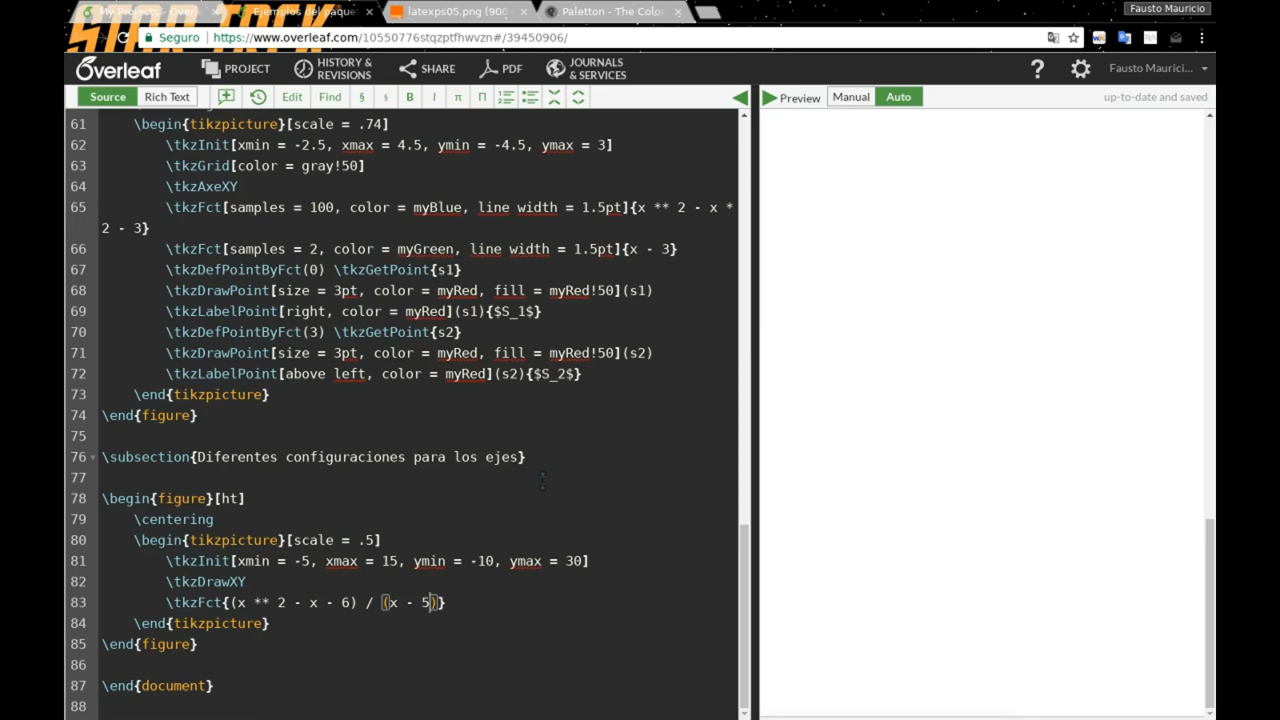 My Projects - Overl
Ejemplos del paque
latexps05.png (900
Paletton - The Color
Fausto Mauricio
Seguro https://www.overleaf.com/10550776stqzptfhwvzn#/39450906/
Overleaf PROJECT HISTORY & REVISIONS SHARE PDF JOURNALS & SERVICES ? Fausto Maurici...
Source Rich Text Edit Find § § B I π Π Preview Manual Auto up-to-date and saved
61 \begin{tikzpicture}[scale = .74]
62 \tkzInit[xmin = -2.5, xmax = 4.5, ymin = -4.5, ymax = 3]
63 \tkzGrid[color = gray!50]
64 \tkzAxeXY
65 \tkzFct[samples = 100, color = myBlue, line width = 1.5pt]{x ** 2 - x *
2 - 3}
66 \tkzFct[samples = 2, color = myGreen, line width = 1.5pt]{x - 3}
67 \tkzDefPointByFct(0) \tkzGetPoint{s1}
68 \tkzDrawPoint[size = 3pt, color = myRed, fill = myRed!50](s1)
69 \tkzLabelPoint[right, color = myRed](s1){$S_1$}
70 \tkzDefPointByFct(3) \tkzGetPoint{s2}
71 \tkzDrawPoint[size = 3pt, color = myRed, fill = myRed!50](s2)
72 \tkzLabelPoint[above left, color = myRed](s2){$S_2$}
73 \end{tikzpicture}
74 \end{figure}
75
76 \subsection{Diferentes configuraciones para los ejes}
77
78 \begin{figure}[ht]
79 \centering
80 \begin{tikzpicture}[scale = .5]
81 \tkzInit[xmin = -5, xmax = 15, ymin = -10, ymax = 30]
82 \tkzDrawXY
83 \tkzFct{(x ** 2 - x - 6) / (x - 5)}
84 \end{tikzpicture}
85 \end{figure}
86
87 \end{document}
88